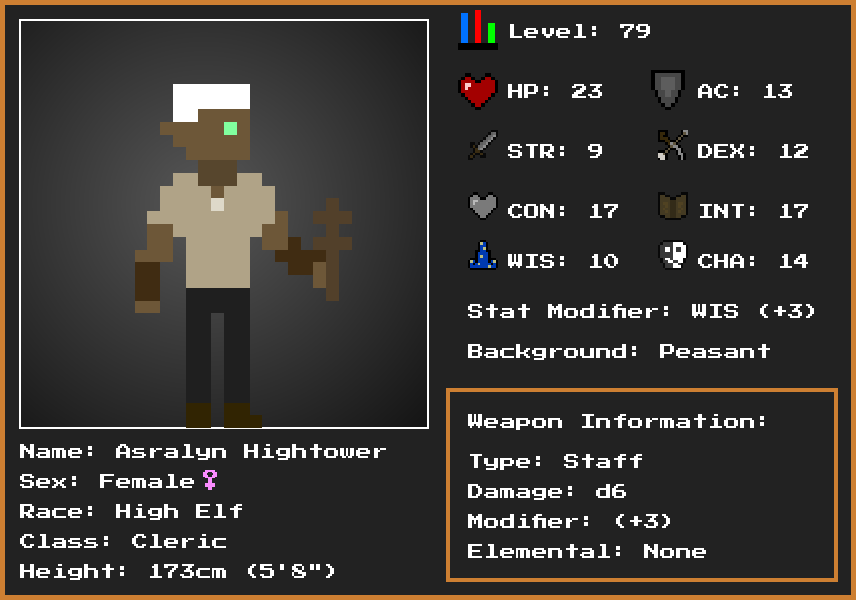 Level: 79
HP: 23 AC: 13
STR: 9 DEX: 12
CON: 17 INT: 17
WIS: 10 CHA: 14
Stat Modifier: WIS (+3)
Background: Peasant
Weapon Information:
Type: Staff
Damage: d6
Modifier: (+3)
Elemental: None
Name: Asralyn Hightower
Sex: Female♀
Race: High Elf
Class: Cleric
Height: 173cm (5'8")